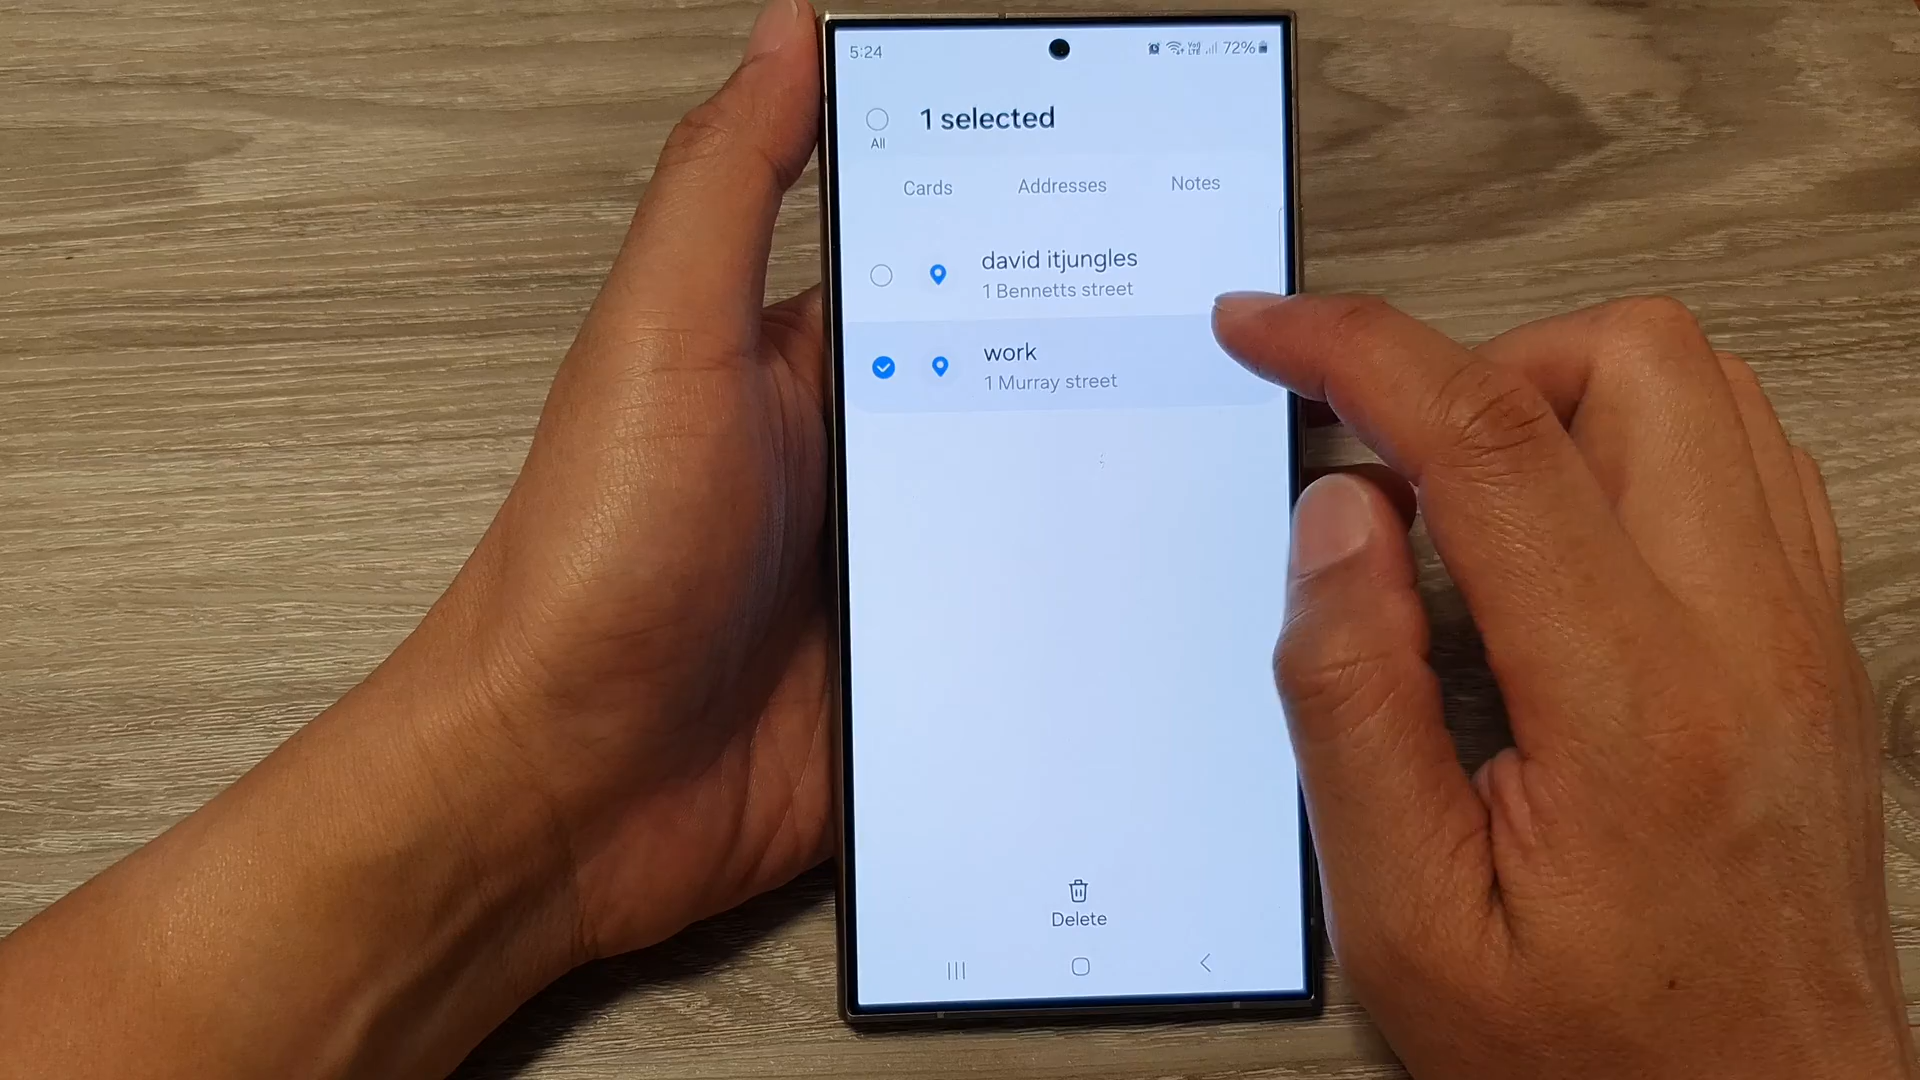 5:24 72%
1 selected
All
Cards Addresses Notes
david itjungles
1 Bennetts street
work
1 Murray street
Delete